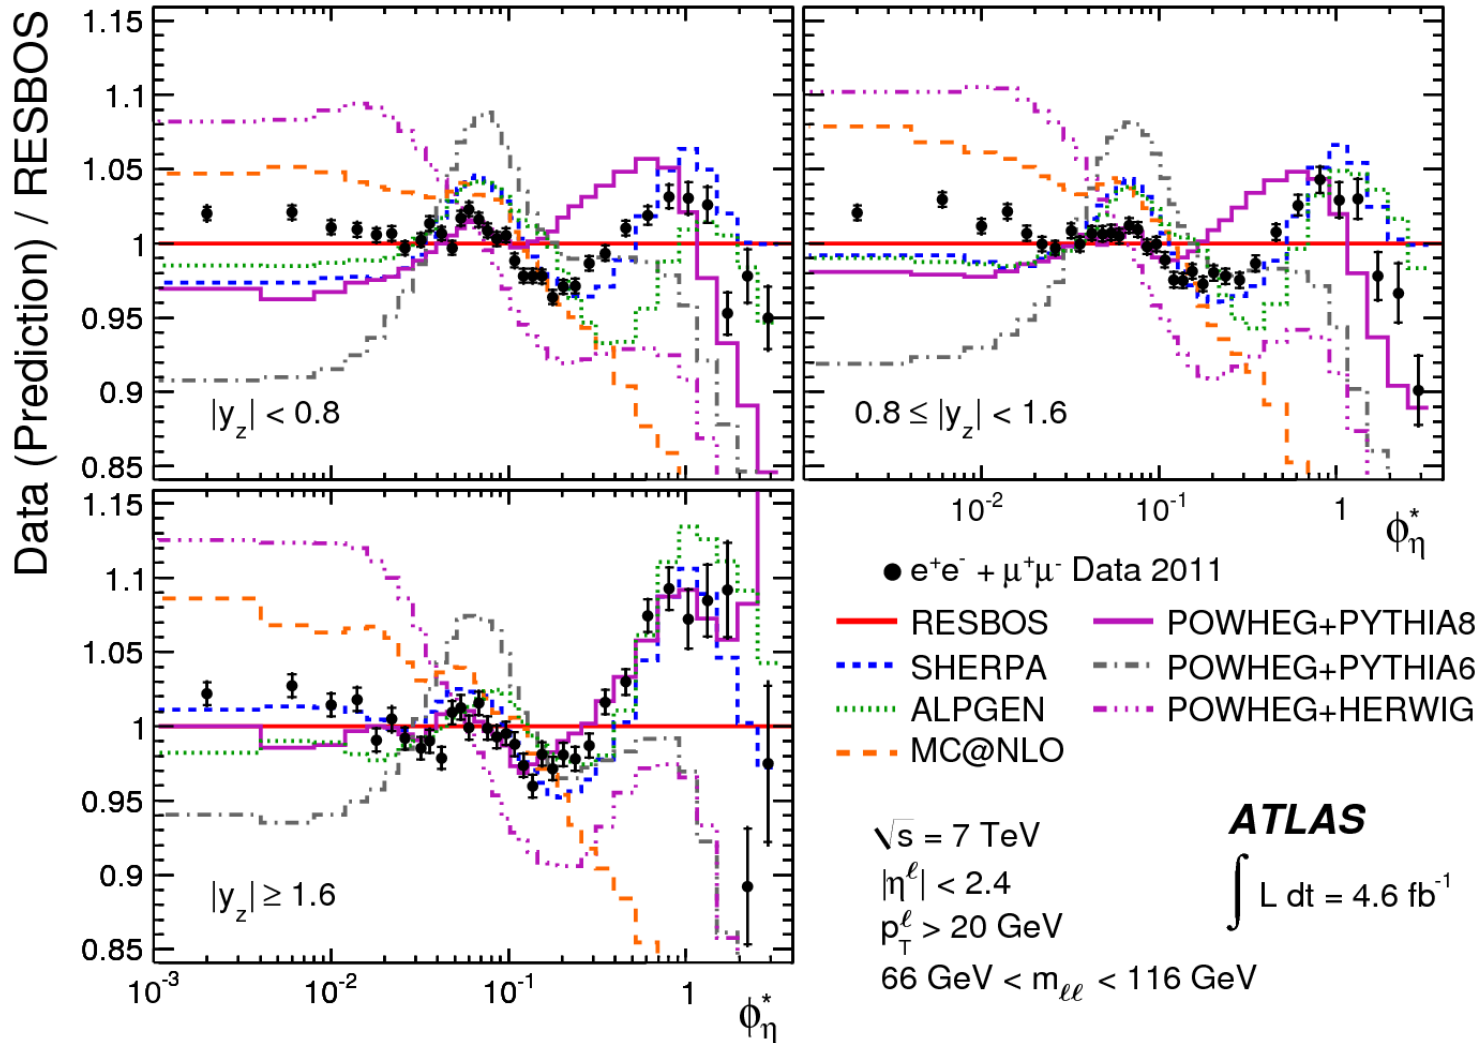 Data (Prediction) / RESBOS
1.15
1.1
1.05
1
0.95
0.9
0.85
|y_z| < 0.8
0.8 ≤ |y_z| < 1.6
10^-2 10^-1 1
ϕ*_η
1.15
1.1
1.05
1
0.95
0.9
0.85
|y_z| ≥ 1.6
10^-3 10^-2 10^-1 1
ϕ*_η
e⁺e⁻ + μ⁺μ⁻ Data 2011
RESBOS
POWHEG+PYTHIA8
SHERPA
POWHEG+PYTHIA6
ALPGEN
POWHEG+HERWIG
MC@NLO
√s = 7 TeV
|η^ℓ| < 2.4
p_T^ℓ > 20 GeV
66 GeV < m_ℓℓ < 116 GeV
ATLAS
∫ L dt = 4.6 fb⁻¹